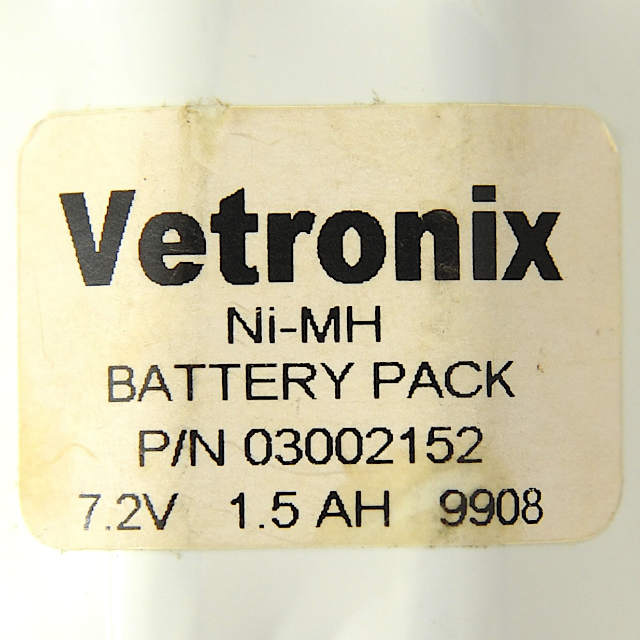 Vetronix
Ni-MH
BATTERY PACK
P/N 03002152
7.2V 1.5 AH 9908